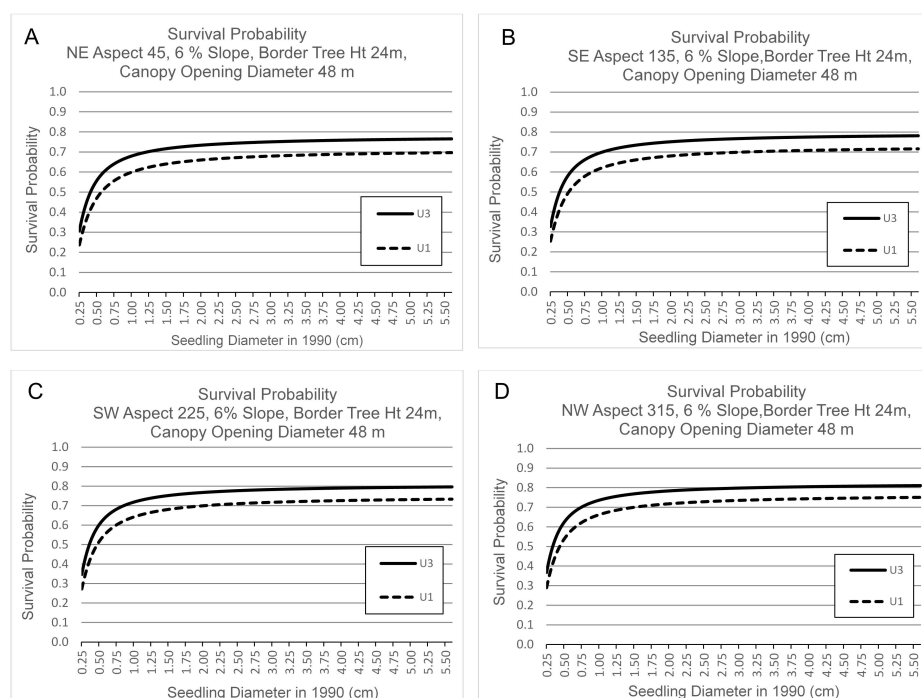 A
Survival Probability
NE Aspect 45, 6 % Slope, Border Tree Ht 24m,
Canopy Opening Diameter 48 m
Survival Probability
1.0
0.9
0.8
0.7
0.6
0.5
0.4
0.3
0.2
0.1
0.0
U3
U1
0.25 0.50 0.75 1.00 1.25 1.50 1.75 2.00 2.25 2.50 2.75 3.00 3.25 3.50 3.75 4.00 4.25 4.50 4.75 5.00 5.25 5.50
Seedling Diameter in 1990 (cm)
B
Survival Probability
SE Aspect 135, 6 % Slope,Border Tree Ht 24m,
Canopy Opening Diameter 48 m
Survival Probability
1.0
0.9
0.8
0.7
0.6
0.5
0.4
0.3
0.2
0.1
0.0
U3
U1
0.25 0.50 0.75 1.00 1.25 1.50 1.75 2.00 2.25 2.50 2.75 3.00 3.25 3.50 3.75 4.00 4.25 4.50 4.75 5.00 5.25 5.50
Seedling Diameter in 1990 (cm)
C
Survival Probability
SW Aspect 225, 6% Slope, Border Tree Ht 24m,
Canopy Opening Diameter 48 m
Survival Probability
1.0
0.9
0.8
0.7
0.6
0.5
0.4
0.3
0.2
0.1
0.0
U3
U1
0.25 0.50 0.75 1.00 1.25 1.50 1.75 2.00 2.25 2.50 2.75 3.00 3.25 3.50 3.75 4.00 4.25 4.50 4.75 5.00 5.25 5.50
Seedling Diameter in 1990 (cm)
D
Survival Probability
NW Aspect 315, 6 % Slope,Border Tree Ht 24m,
Canopy Opening Diameter 48 m
Survival Probability
1.0
0.9
0.8
0.7
0.6
0.5
0.4
0.3
0.2
0.1
0.0
U3
U1
0.25 0.50 0.75 1.00 1.25 1.50 1.75 2.00 2.25 2.50 2.75 3.00 3.25 3.50 3.75 4.00 4.25 4.50 4.75 5.00 5.25 5.50
Seedling Diameter in 1990 (cm)